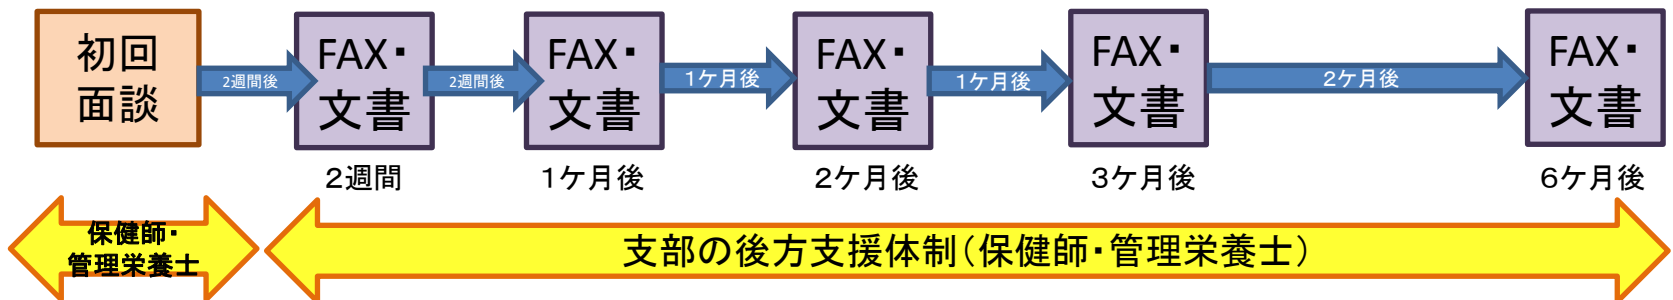 初回
面談
2週間後
FAX・
文書
2週間後
FAX・
文書
1ケ月後
FAX・
文書
1ケ月後
FAX・
文書
2ケ月後
FAX・
文書
2週間
1ケ月後
2ケ月後
3ケ月後
6ケ月後
保健師・
管理栄養士
支部の後方支援体制(保健師・管理栄養士)